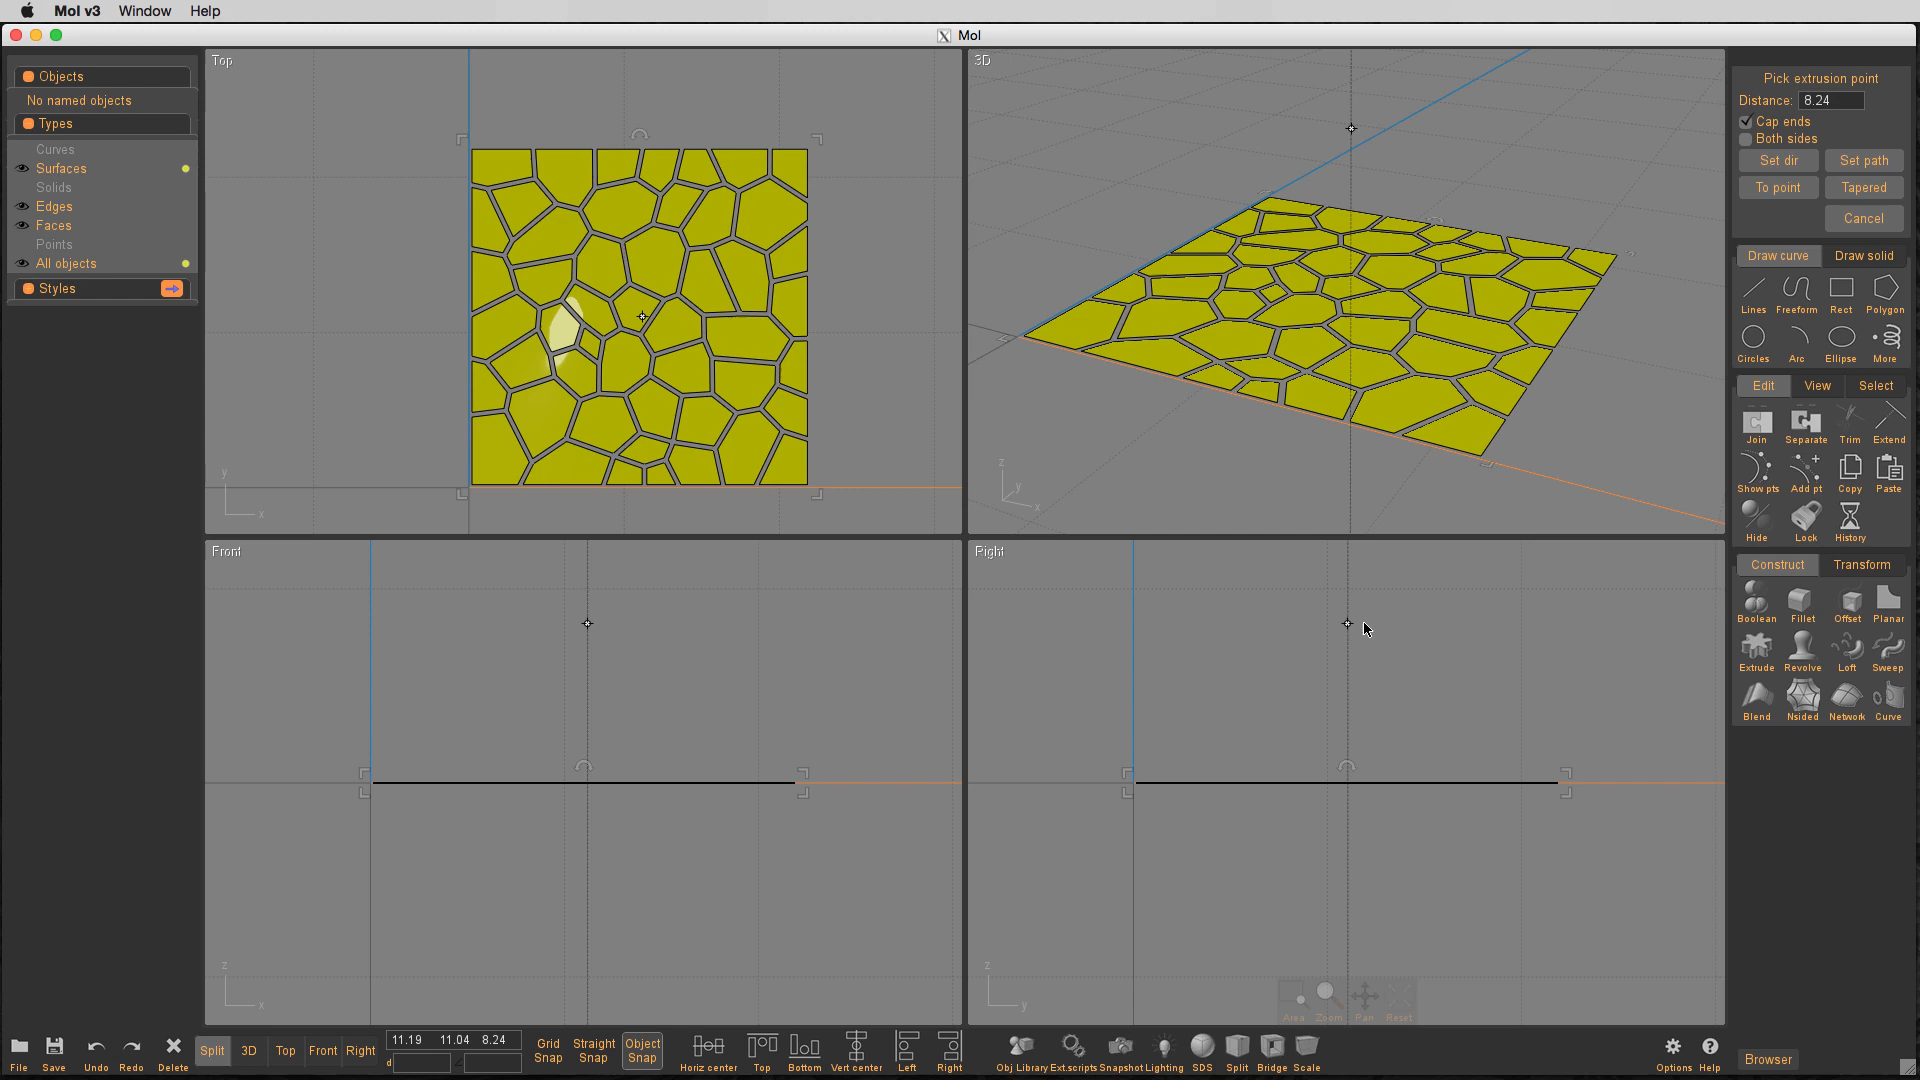 MoI v3 Window Help
MoI
Objects
No named objects
Types
Curves
Surfaces
Solids
Edges
Faces
Points
All objects
Styles
Top
y
x
3D
z
y
x
Front
z
x
Right
z
y
Area Zoom Pan Reset
Pick extrusion point
Distance: 8.24
Cap ends
Both sides
Set dir Set path
To point Tapered
Cancel
Draw curve Draw solid
Lines Freeform Rect Polygon
Circles Arc Ellipse More
Edit View Select
Join Separate Trim Extend
Show pts Add pt Copy Paste
Hide Lock History
Construct Transform
Boolean Fillet Offset Planar
Extrude Revolve Loft Sweep
Blend Nsided Network Curve
File Save Undo Redo Delete
Split 3D Top Front Right
11.19 11.04 8.24
d
Grid Snap
Straight Snap
Object Snap
Horiz center Top Bottom Vert center Left Right
Obj Library Ext.scripts Snapshot Lighting SDS Split Bridge Scale
Options Help
Browser